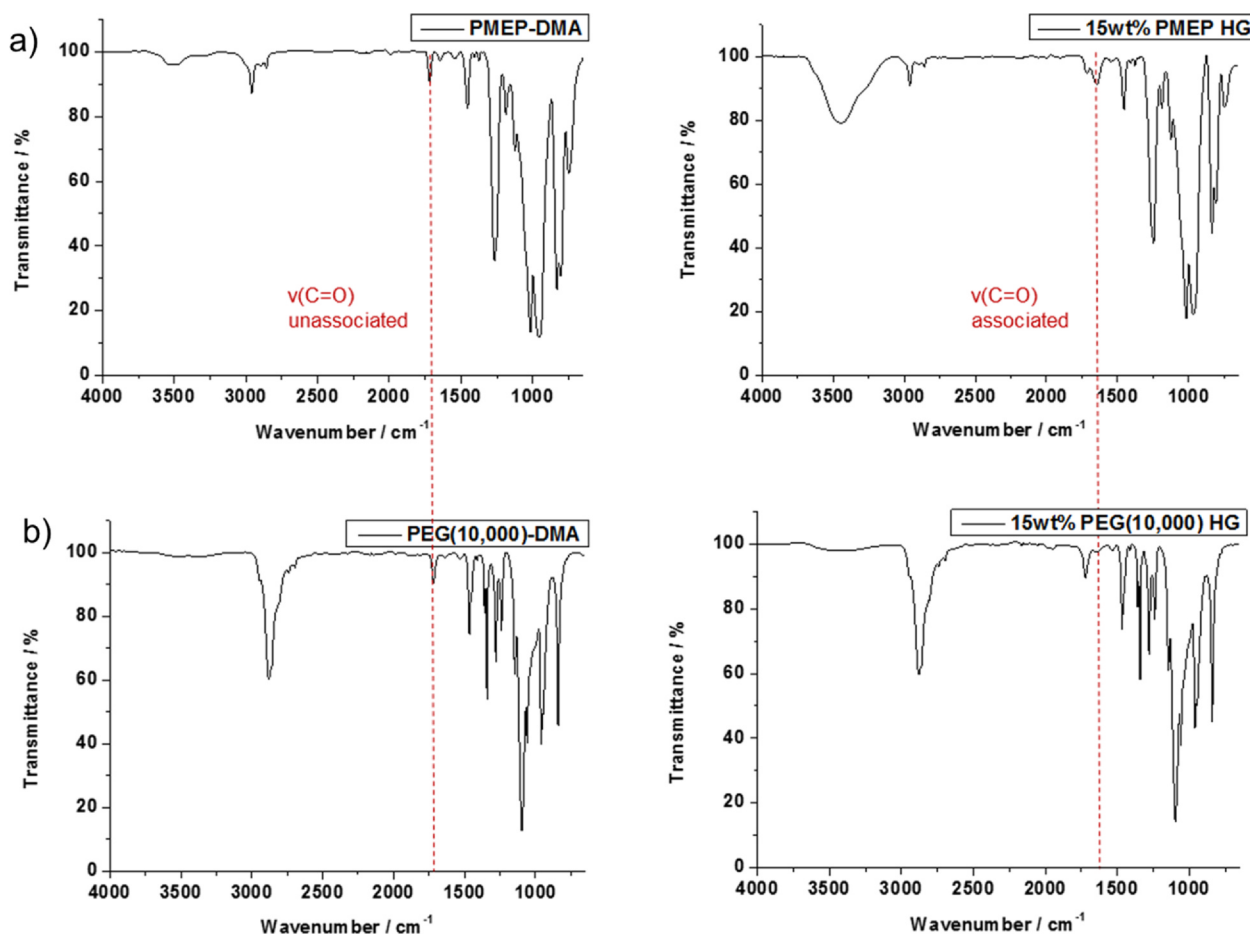 a)
PMEP-DMA
100
80
60
40
20
0
Transmittance / %
ν(C=O)
unassociated
4000 3500 3000 2500 2000 1500 1000
Wavenumber / cm-1
15wt% PMEP HG
100
80
60
40
20
0
Transmittance / %
ν(C=O)
associated
4000 3500 3000 2500 2000 1500 1000
Wavenumber / cm-1
b)
PEG(10,000)-DMA
100
80
60
40
20
0
Transmittance / %
4000 3500 3000 2500 2000 1500 1000
Wavenumber / cm-1
15wt% PEG(10,000) HG
100
80
60
40
20
0
Transmittance / %
4000 3500 3000 2500 2000 1500 1000
Wavenumber / cm-1